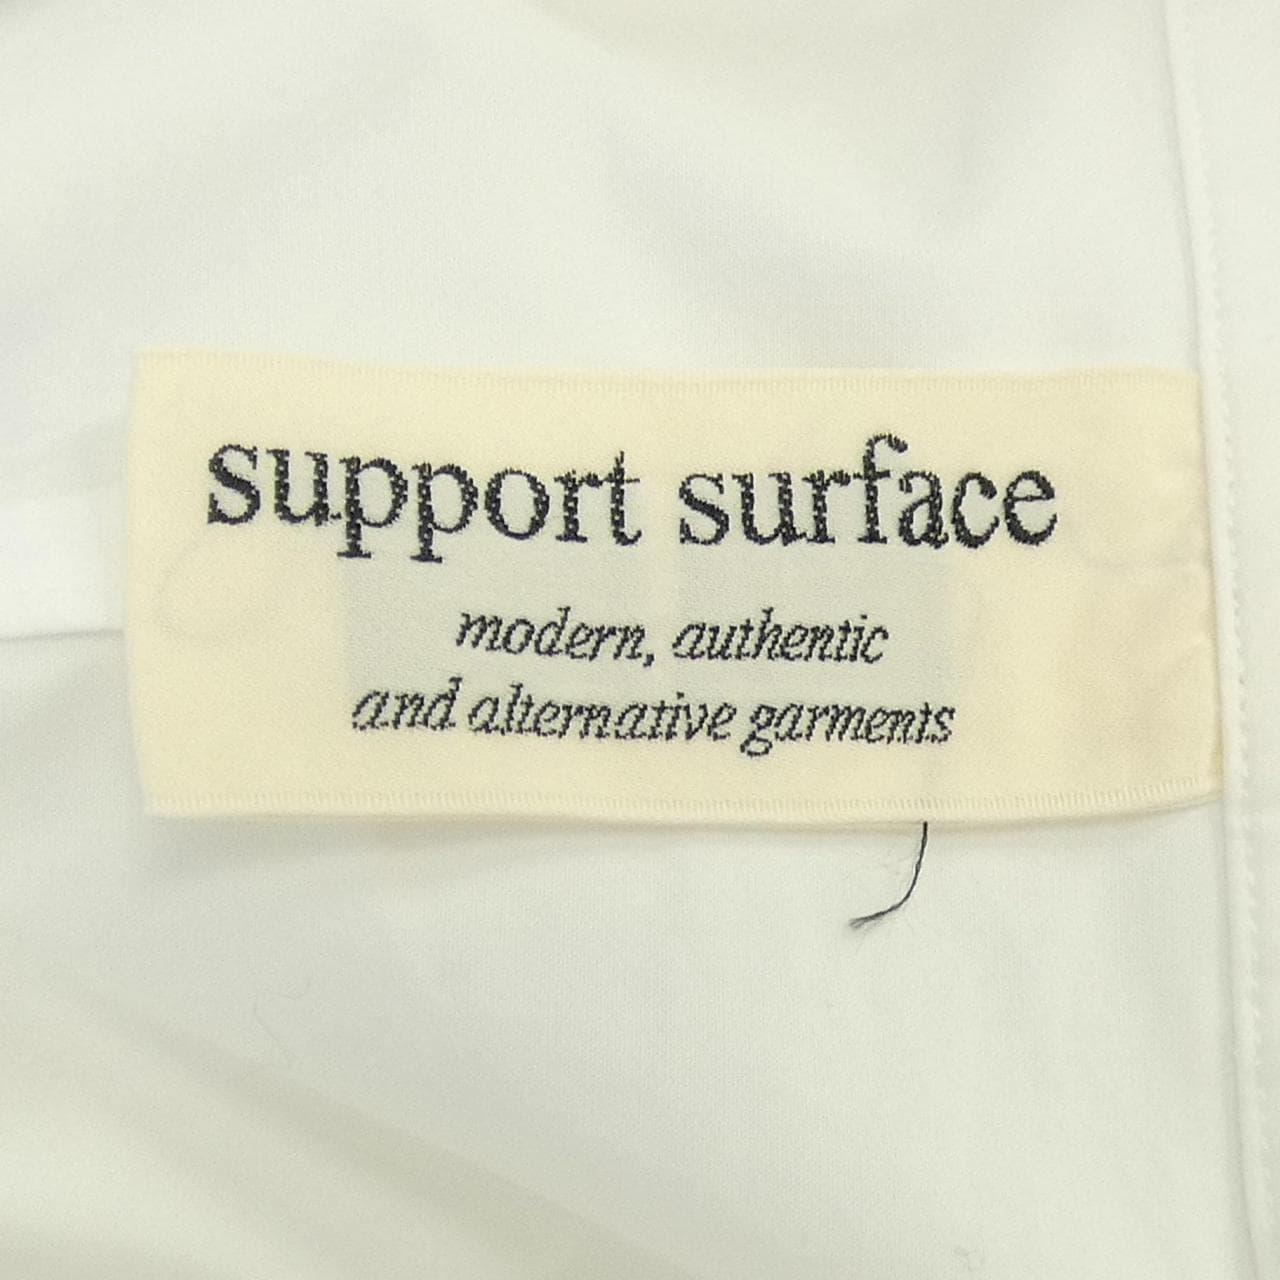 support surface
modern, authentic
and alternative garments